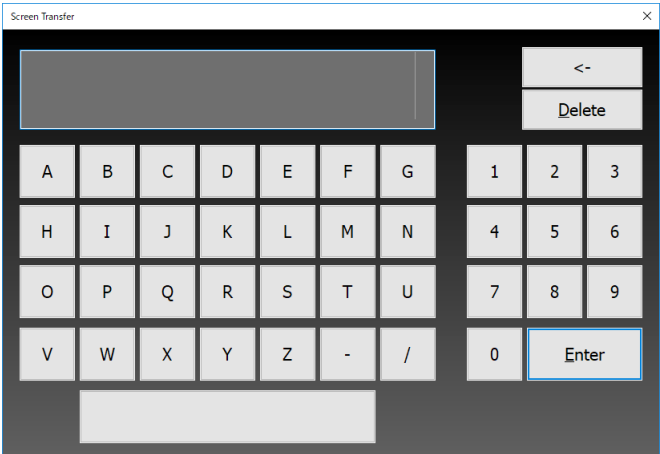 Screen Transfer
<-
Delete
A B C D E F G 1 2 3
H I J K L M N 4 5 6
O P Q R S T U 7 8 9
V W X Y Z - / 0 Enter